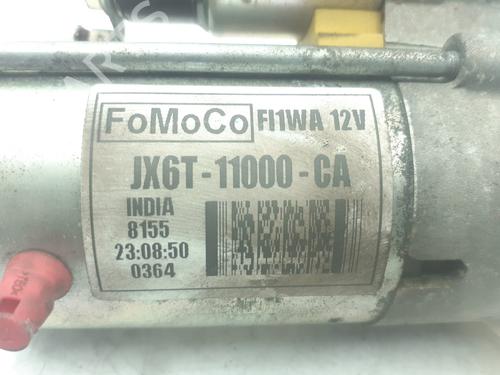 FoMoCo FI1WA 12V
JX6T-11000-CA
INDIA
8155
23:08:50
0364